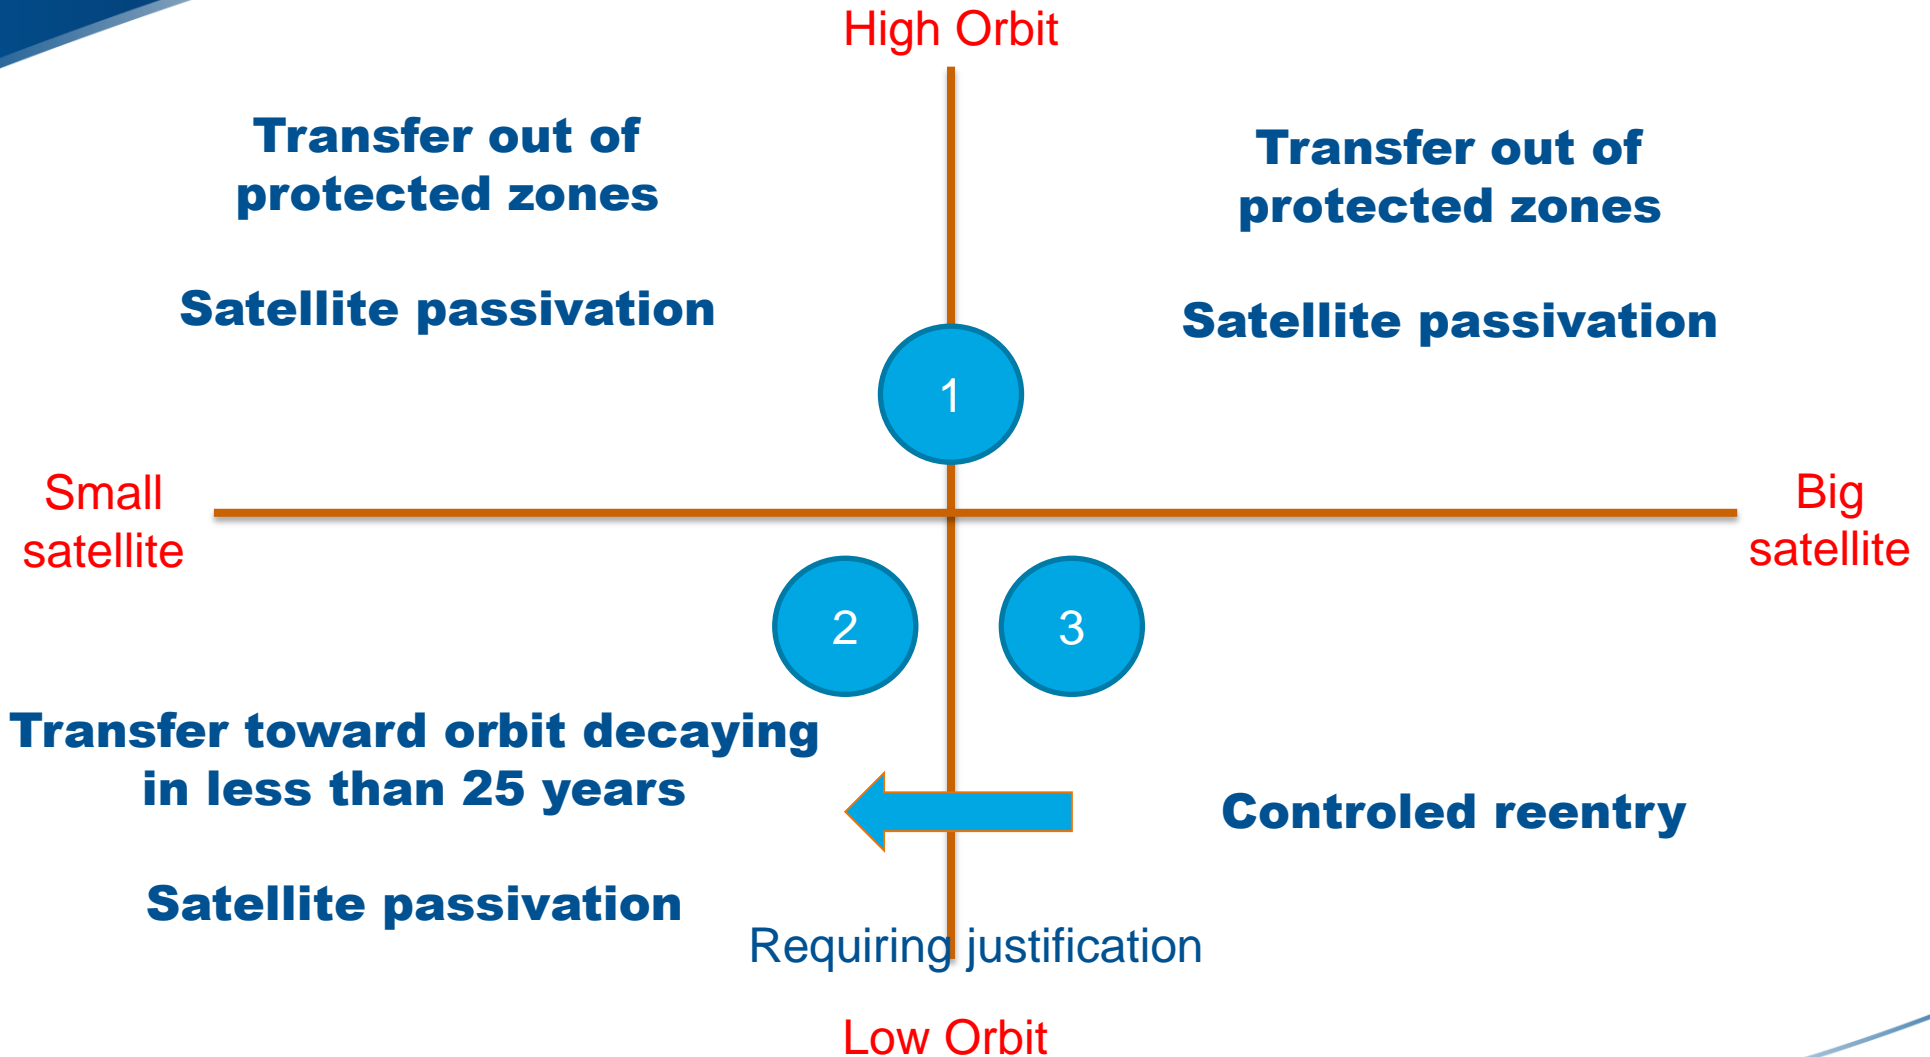 High Orbit
Transfer out of
protected zones
Satellite passivation
Transfer out of
protected zones
Satellite passivation
1
Small
satellite
Big
satellite
2
3
Transfer toward orbit decaying
in less than 25 years
Satellite passivation
Controled reentry
Requiring justification
Low Orbit